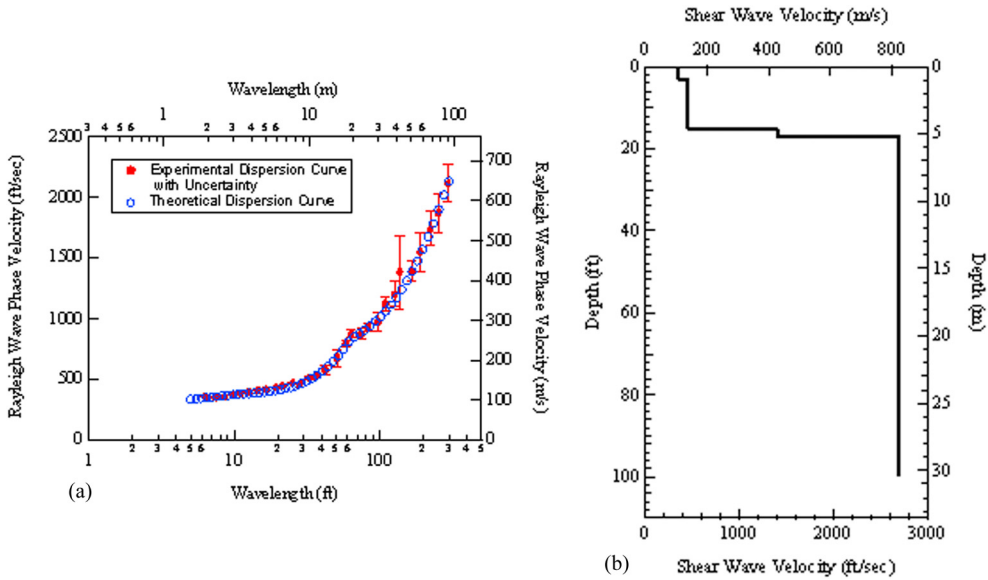 Wavelength (m)
1 10 100
3 4 5 6 2 3 4 5 6 2 3 4 5 6
2500
2000
1500
1000
500
0
Rayleigh Wave Phase Velocity (ft/sec)
Experimental Dispersion Curve
with Uncertainty
Theoretical Dispersion Curve
700
600
500
400
300
200
100
0
Rayleigh Wave Phase Velocity (m/s)
2 3 4 5 6 2 3 4 5 6 2 3 4 5
1 10 100
Wavelength (ft)
(a)
Shear Wave Velocity (m/s)
0 200 400 600 800
0
20
40
60
80
100
Depth (ft)
0
5
10
15
20
25
30
Depth (m)
0 1000 2000 3000
Shear Wave Velocity (ft/sec)
(b)